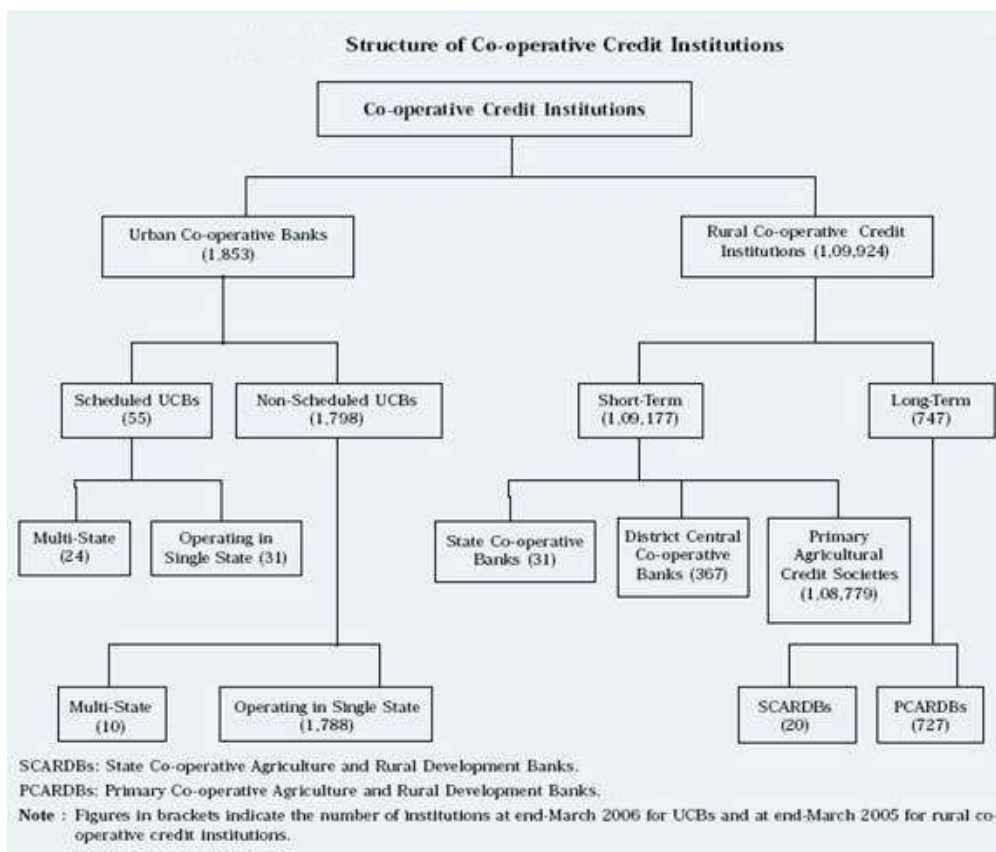 Structure of Co-operative Credit Institutions
Co-operative Credit Institutions
Urban Co-operative Banks
(1,853)
Rural Co-operative Credit
Institutions (1,09,924)
Scheduled UCBs
(55)
Non-Scheduled UCBs
(1,798)
Short-Term
(1,09,177)
Long-Term
(747)
Multi-State
(24)
Operating in
Single State (31)
State Co-operative
Banks (31)
District Central
Co-operative
Banks (367)
Primary
Agricultural
Credit Societies
(1,08,779)
Multi-State
(10)
Operating in Single State
(1,788)
SCARDBs
(20)
PCARDBs
(727)
SCARDBs: State Co-operative Agriculture and Rural Development Banks.
PCARDBs: Primary Co-operative Agriculture and Rural Development Banks.
Note : Figures in brackets indicate the number of institutions at end-March 2006 for UCBs and at end-March 2005 for rural co-
operative credit institutions.